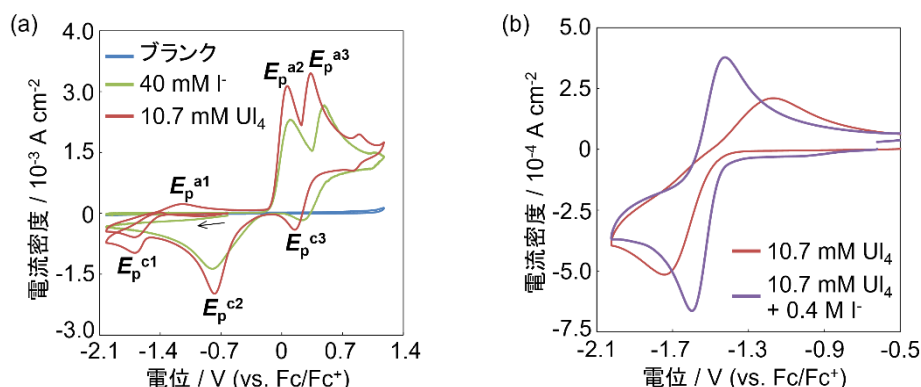 (a)
電流密度 / 10⁻³ A cm⁻²
4.0
3.0
1.5
0
-1.5
-3.0
ブランク
40 mM I⁻
10.7 mM UI₄
Eₚᵃ²
Eₚᵃ³
Eₚᵃ¹
Eₚᶜ¹
Eₚᶜ²
Eₚᶜ³
-2.1 -1.4 -0.7 0 0.7 1.4
電位 / V (vs. Fc/Fc⁺)
(b)
電流密度 / 10⁻⁴ A cm⁻²
5.0
2.5
0
-2.5
-5.0
-7.5
10.7 mM UI₄
10.7 mM UI₄
+ 0.4 M I⁻
-2.1 -1.7 -1.3 -0.9 -0.5
電位 / V (vs. Fc/Fc⁺)